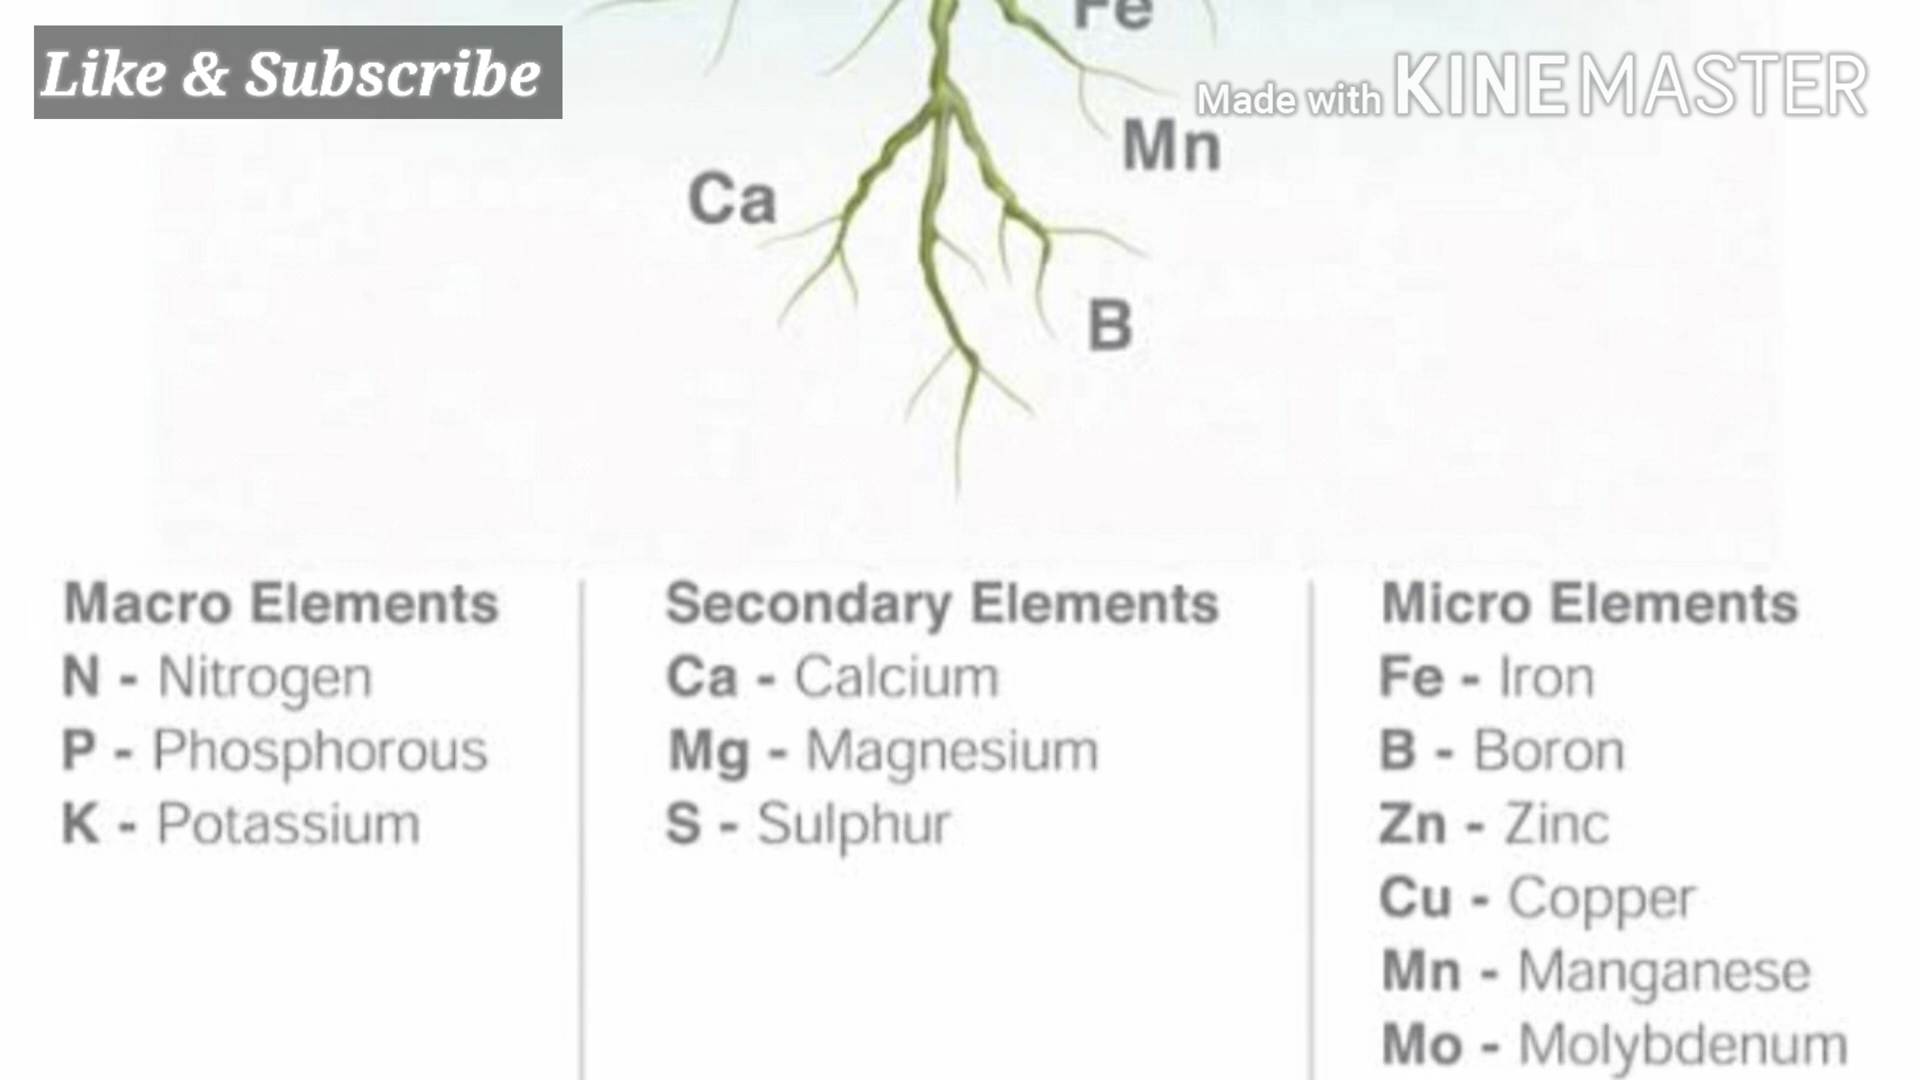 Like & Subscribe
Made with KINEMASTER
Fe
Mn
Ca
B
Macro Elements
N - Nitrogen
P - Phosphorous
K - Potassium
Secondary Elements
Ca - Calcium
Mg - Magnesium
S - Sulphur
Micro Elements
Fe - Iron
B - Boron
Zn - Zinc
Cu - Copper
Mn - Manganese
Mo - Molybdenum